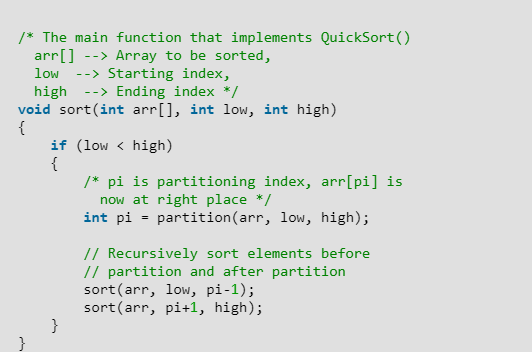 /* The main function that implements QuickSort()
  arr[] --> Array to be sorted,
  low  --> Starting index,
  high  --> Ending index */
void sort(int arr[], int low, int high)
{
    if (low < high)
    {
        /* pi is partitioning index, arr[pi] is
          now at right place */
        int pi = partition(arr, low, high);

        // Recursively sort elements before
        // partition and after partition
        sort(arr, low, pi-1);
        sort(arr, pi+1, high);
    }
}